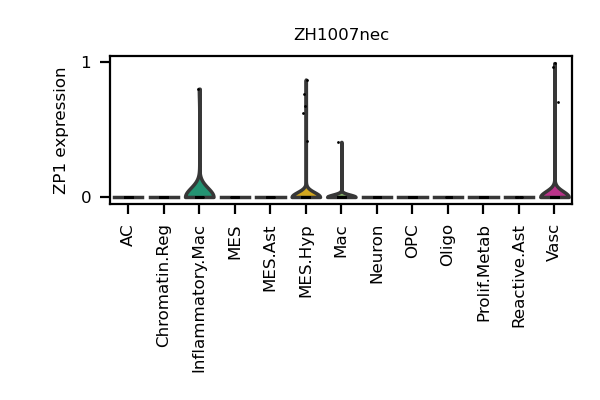 ZH1007nec
ZP1 expression
1
0
AC
Chromatin.Reg
Inflammatory.Mac
MES
MES.Ast
MES.Hyp
Mac
Neuron
OPC
Oligo
Prolif.Metab
Reactive.Ast
Vasc